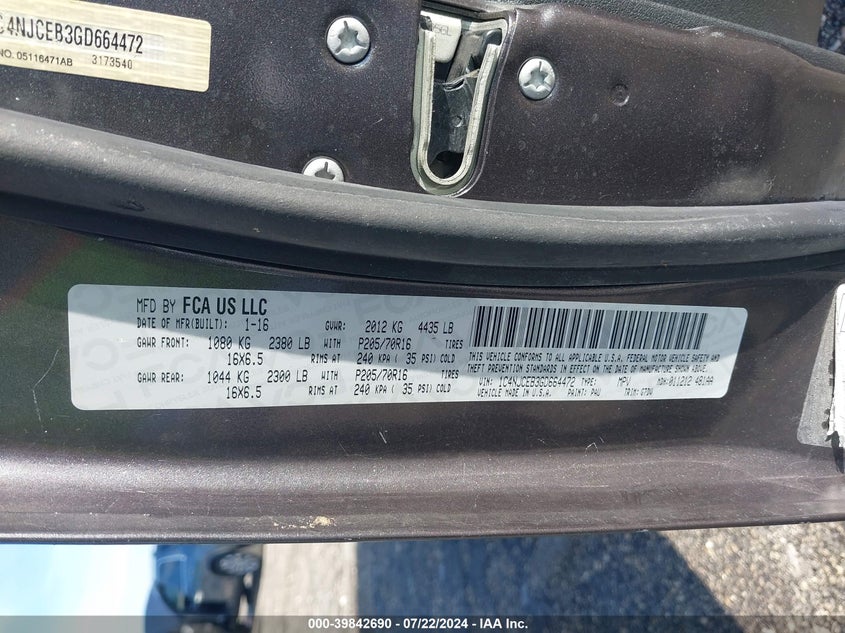 4NJCEB3GD664472
NO. 05116471AB 3173540
MFD BY FCA US LLC
DATE OF MFR(BUILT): 1-16 GVWR: 2012 KG 4435 LB
GAWR FRONT: 1080 KG 2380 LB WITH P205/70R16 TIRES
16X6.5 RIMS AT 240 KPA ( 35 PSI) COLD
GAWR REAR: 1044 KG 2300 LB WITH P205/70R16 TIRES
16X6.5 RIMS AT 240 KPA ( 35 PSI) COLD
THIS VEHICLE CONFORMS TO ALL APPLICABLE U.S.A. FEDERAL MOTOR VEHICLE SAFETY AND
THEFT PREVENTION STANDARDS IN EFFECT ON THE DATE OF MANUFACTURE SHOWN ABOVE.
VIN: 1C4NJCEB3GD664472 TYPE: MPV MDH: 011212 481AA
VEHICLE MADE IN U.S.A. PAINT: PAU TRIM:
000-39842690 - 07/22/2024 - IAA Inc.